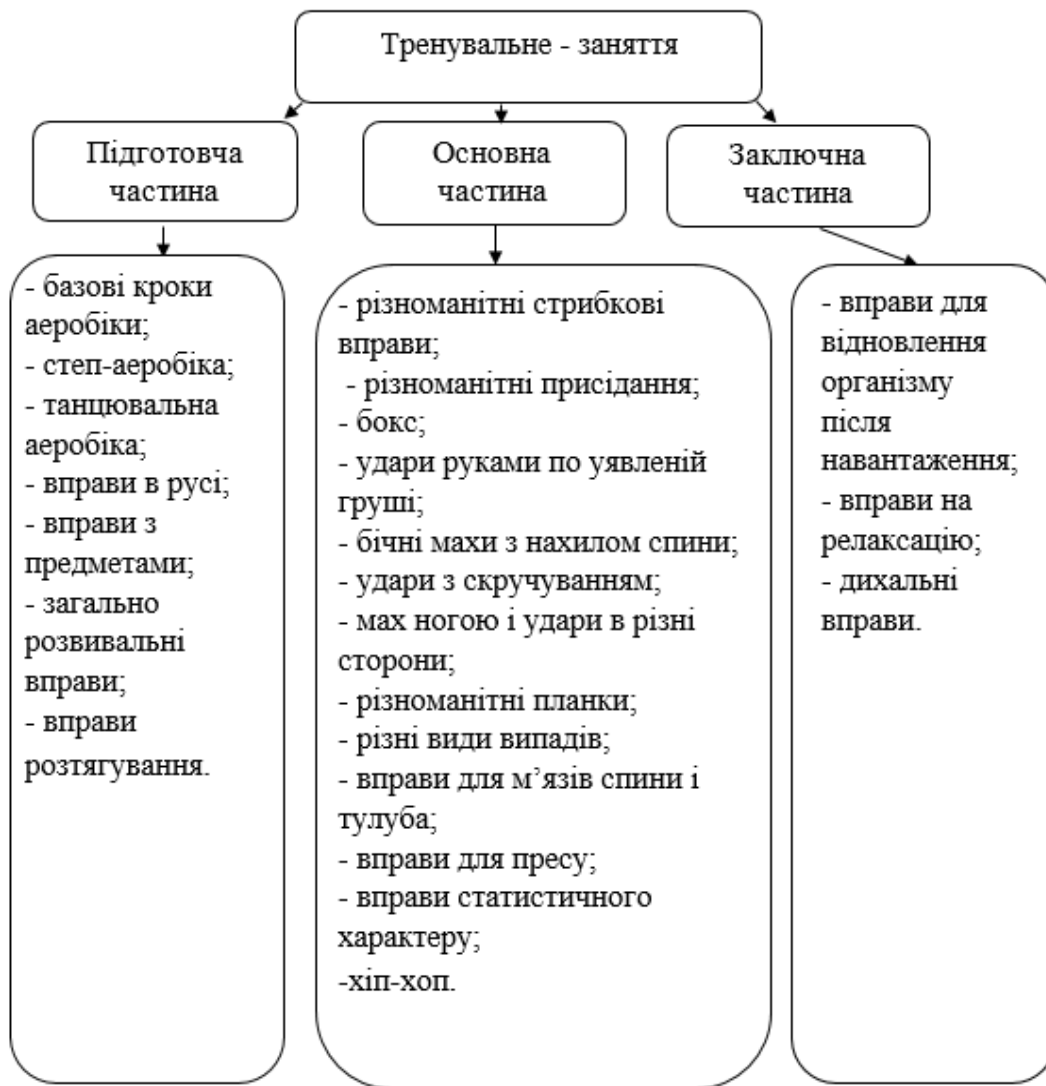 Тренувальне - заняття
Підготовча
частина
Основна
частина
Заключна
частина
- базові кроки
аеробіки;
- степ-аеробіка;
- танцювальна
аеробіка;
- вправи в русі;
- вправи з
предметами;
- загально
розвивальні
вправи;
- вправи
розтягування.
- різноманітні стрибкові
вправи;
- різноманітні присідання;
- бокс;
- удари руками по уявленій
груші;
- бічні махи з нахилом спини;
- удари з скручуванням;
- мах ногою і удари в різні
сторони;
- різноманітні планки;
- різні види випадів;
- вправи для м’язів спини і
тулуба;
- вправи для пресу;
- вправи статистичного
характеру;
-хіп-хоп.
- вправи для
відновлення
організму
після
навантаження;
- вправи на
релаксацію;
- дихальні
вправи.